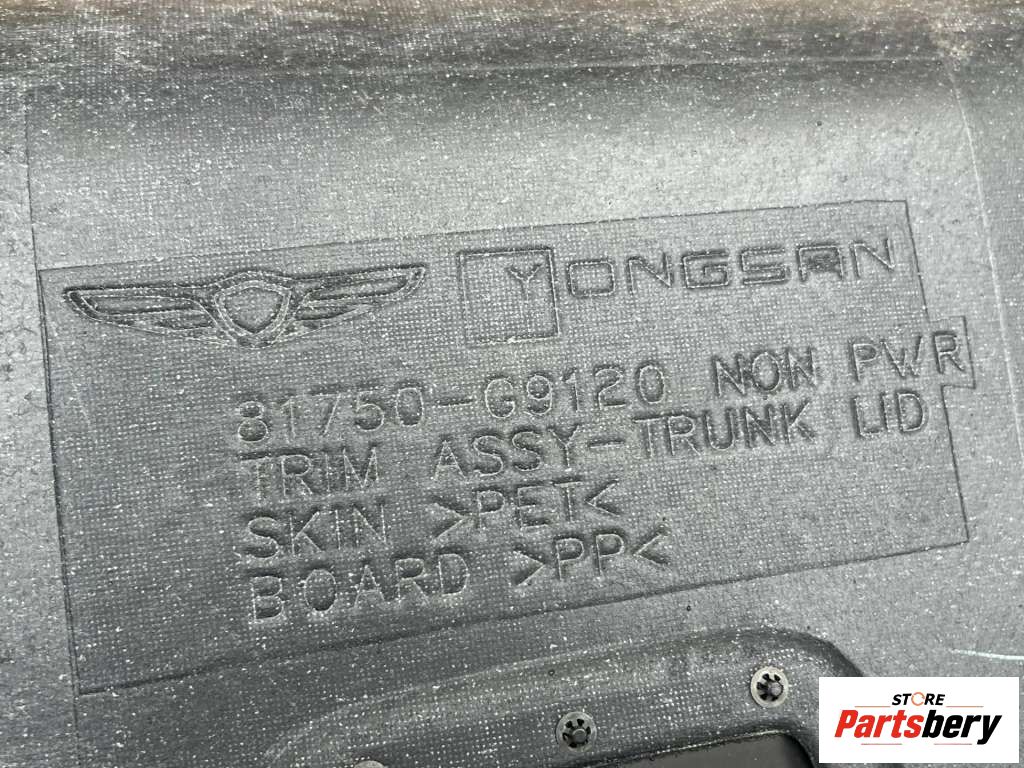 YONGSAN
81750-G9120 NON PWR
TRIM ASSY-TRUNK LID
SKIN >PET<
BOARD >PP<
STORE
Partsbery